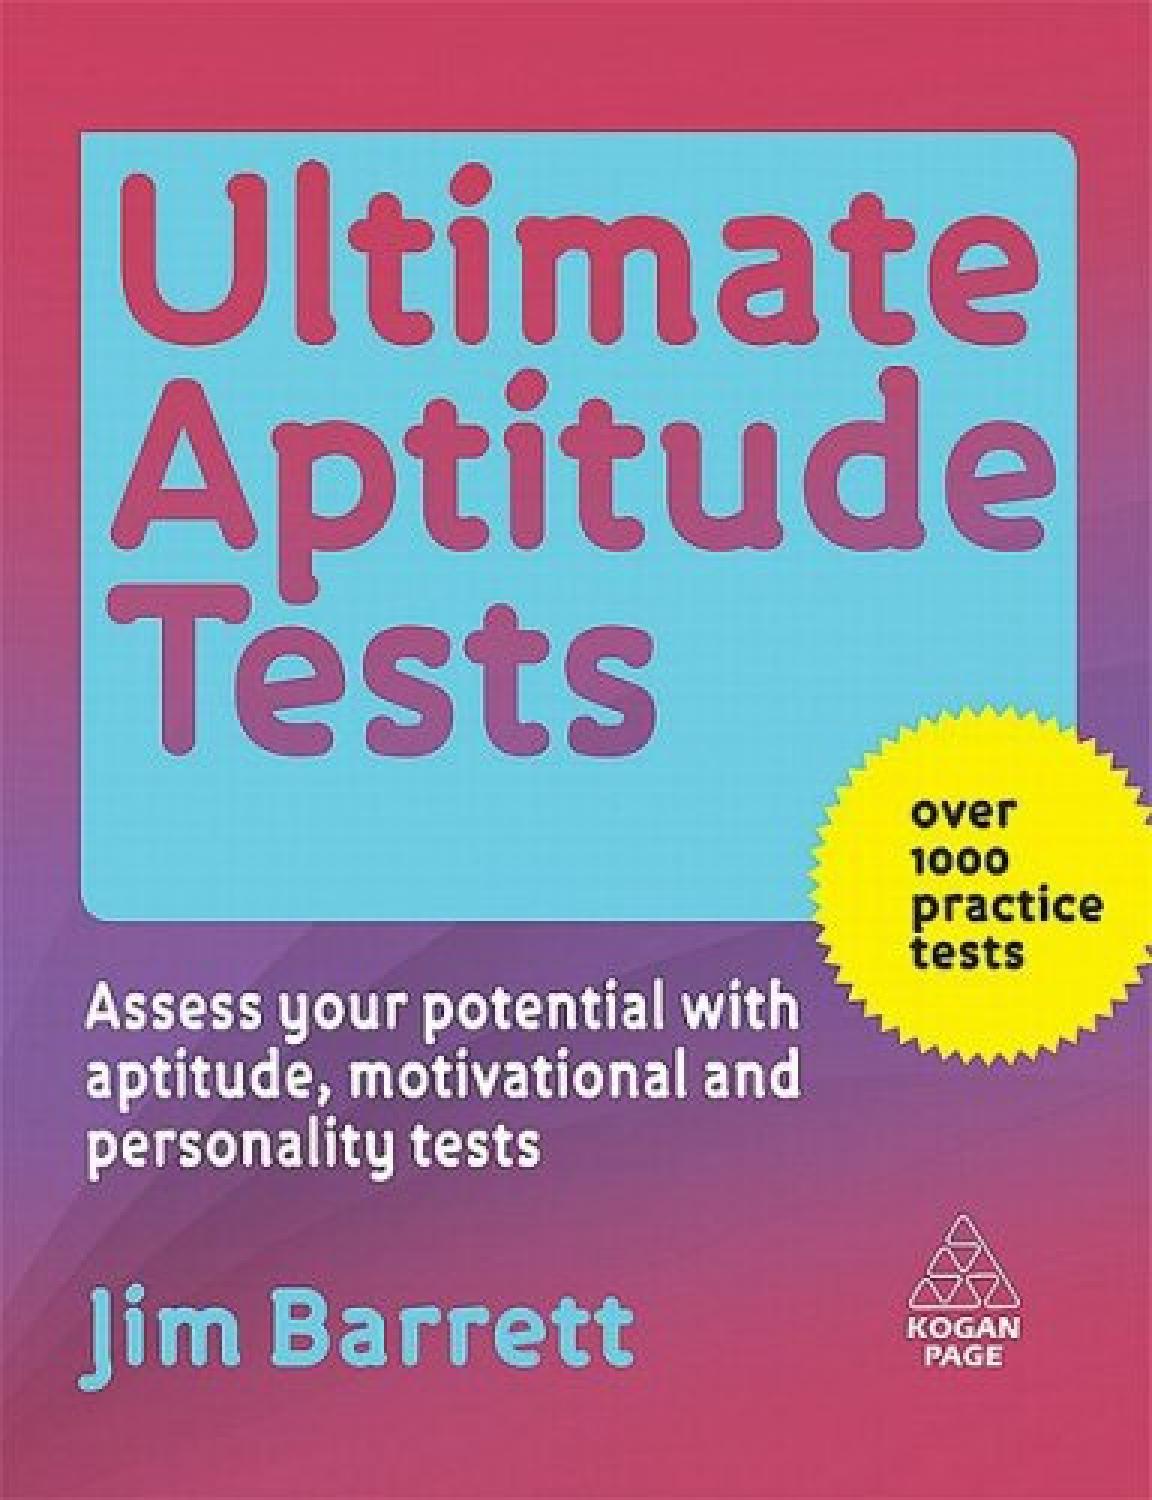 Ultimate
Aptitude
Tests
over
1000
practice
tests
Assess your potential with
aptitude, motivational and
personality tests
Jim Barrett
KOGAN
PAGE